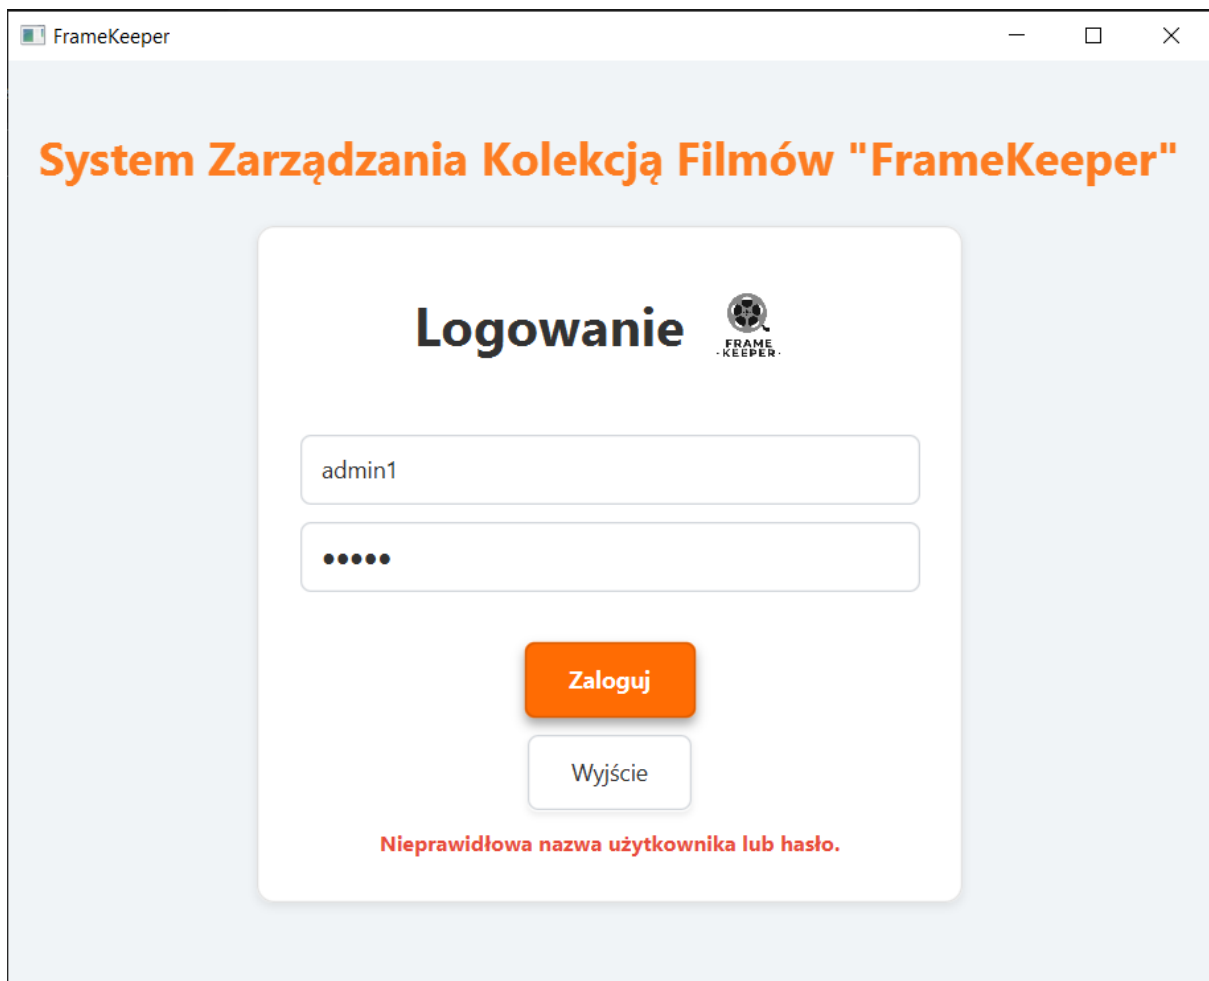 FrameKeeper
System Zarządzania Kolekcją Filmów "FrameKeeper"
Logowanie
FRAME
·KEEPER·
admin1
•••••
Zaloguj
Wyjście
Nieprawidłowa nazwa użytkownika lub hasło.